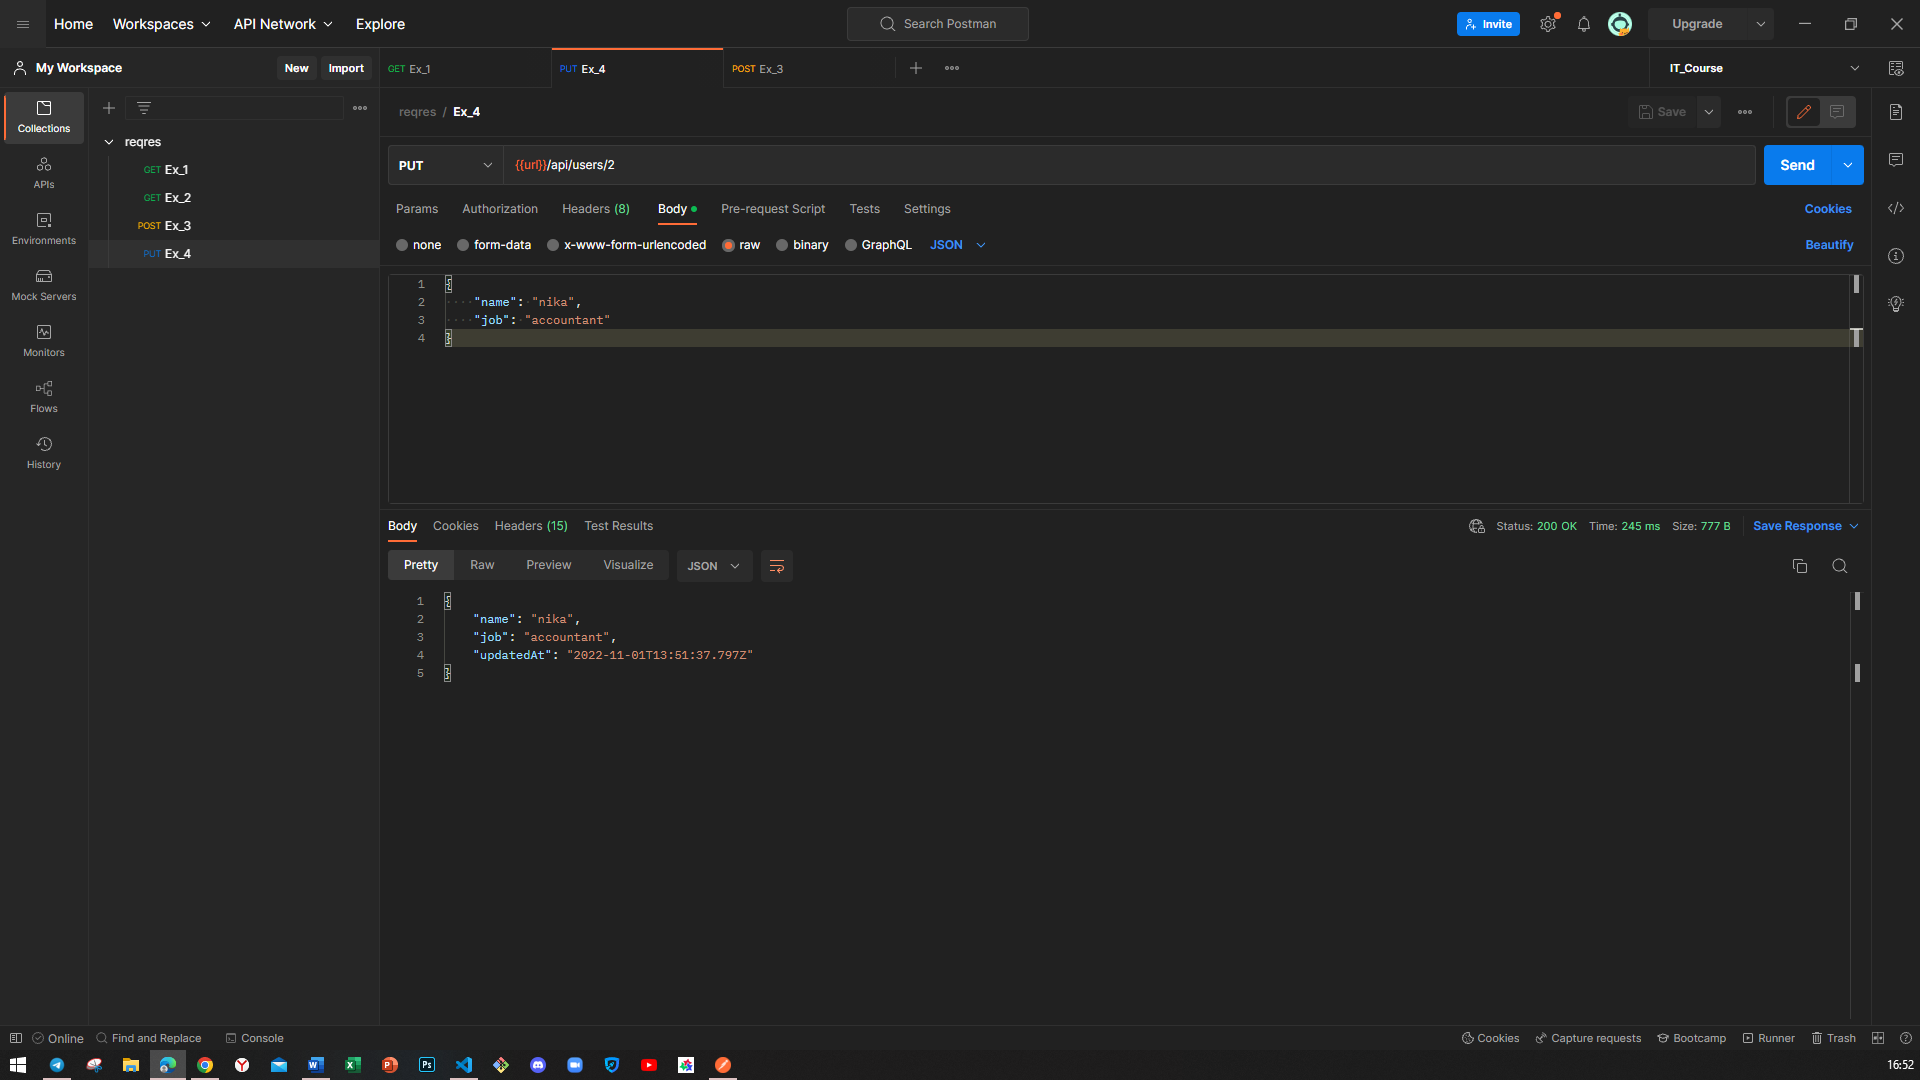 Home Workspaces API Network Explore Search Postman Invite Upgrade
My Workspace New Import GET Ex_1 PUT Ex_4 POST Ex_3 IT_Course
Collections
APIs
Environments
Mock Servers
Monitors
Flows
History
reqres
GET Ex_1
GET Ex_2
POST Ex_3
PUT Ex_4
reqres / Ex_4 Save
PUT {{url}}/api/users/2 Send
Params Authorization Headers (8) Body Pre-request Script Tests Settings Cookies
none form-data x-www-form-urlencoded raw binary GraphQL JSON Beautify
1 {
2 "name": "nika",
3 "job": "accountant"
4 }
Body Cookies Headers (15) Test Results Status: 200 OK Time: 245 ms Size: 777 B Save Response
Pretty Raw Preview Visualize JSON
1 {
2 "name": "nika",
3 "job": "accountant",
4 "updatedAt": "2022-11-01T13:51:37.797Z"
5 }
Online Find and Replace Console Cookies Capture requests Bootcamp Runner Trash
16:52